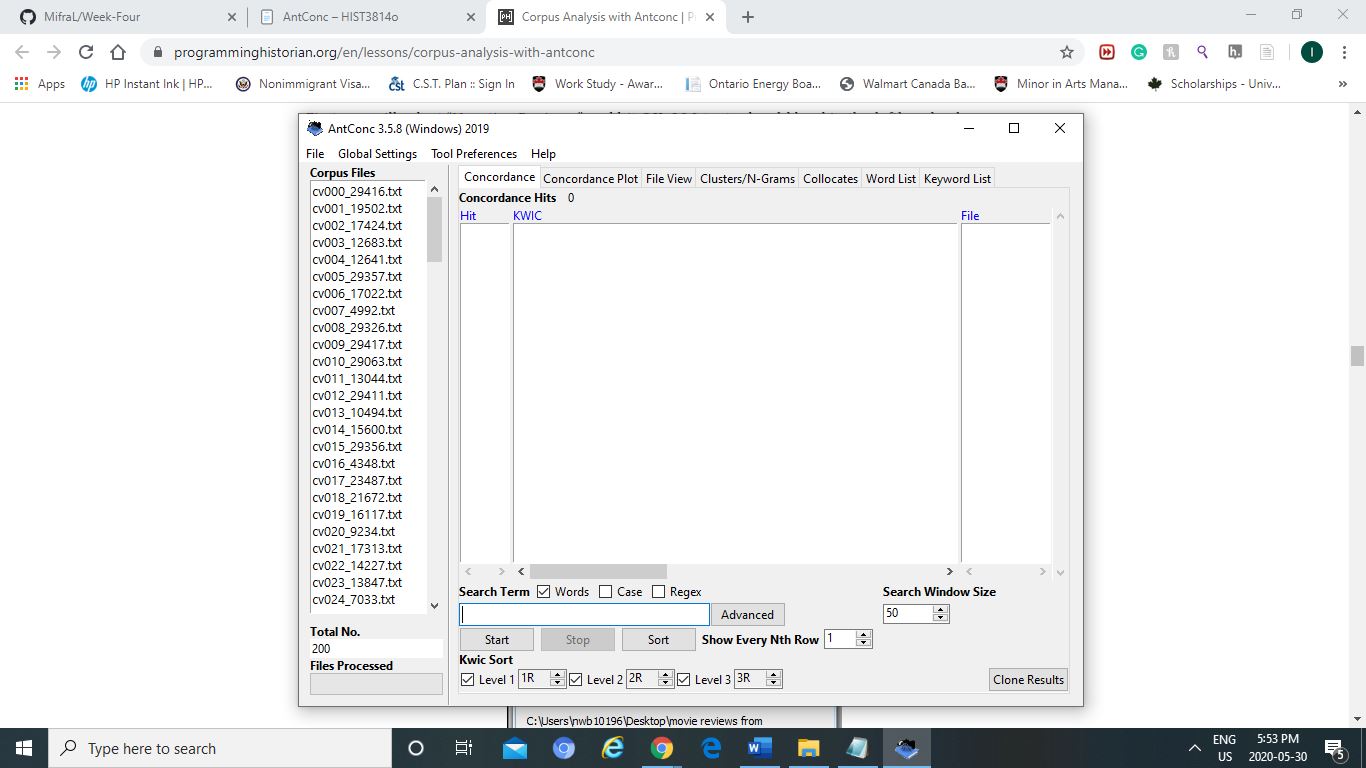 MifraL/Week-Four
AntConc – HIST3814o
Corpus Analysis with Antconc | P
programminghistorian.org/en/lessons/corpus-analysis-with-antconc
h.
I
Apps
HP Instant Ink | HP...
Nonimmigrant Visa...
C.S.T. Plan :: Sign In
Work Study - Awar...
Ontario Energy Boa...
Walmart Canada Ba...
Minor in Arts Mana...
Scholarships - Univ...
»
AntConc 3.5.8 (Windows) 2019
File Global Settings Tool Preferences Help
Corpus Files
cv000_29416.txt
cv001_19502.txt
cv002_17424.txt
cv003_12683.txt
cv004_12641.txt
cv005_29357.txt
cv006_17022.txt
cv007_4992.txt
cv008_29326.txt
cv009_29417.txt
cv010_29063.txt
cv011_13044.txt
cv012_29411.txt
cv013_10494.txt
cv014_15600.txt
cv015_29356.txt
cv016_4348.txt
cv017_23487.txt
cv018_21672.txt
cv019_16117.txt
cv020_9234.txt
cv021_17313.txt
cv022_14227.txt
cv023_13847.txt
cv024_7033.txt
Total No.
200
Files Processed
Concordance Concordance Plot File View Clusters/N-Grams Collocates Word List Keyword List
Concordance Hits 0
Hit KWIC File
Search Term Words Case Regex Search Window Size
Advanced 50
Start Stop Sort Show Every Nth Row 1
Kwic Sort
Level 1 1R Level 2 2R Level 3 3R Clone Results
C:\Users\nwb10196\Desktop\movie reviews from
Type here to search
ENG
US
5:53 PM
2020-05-30
5